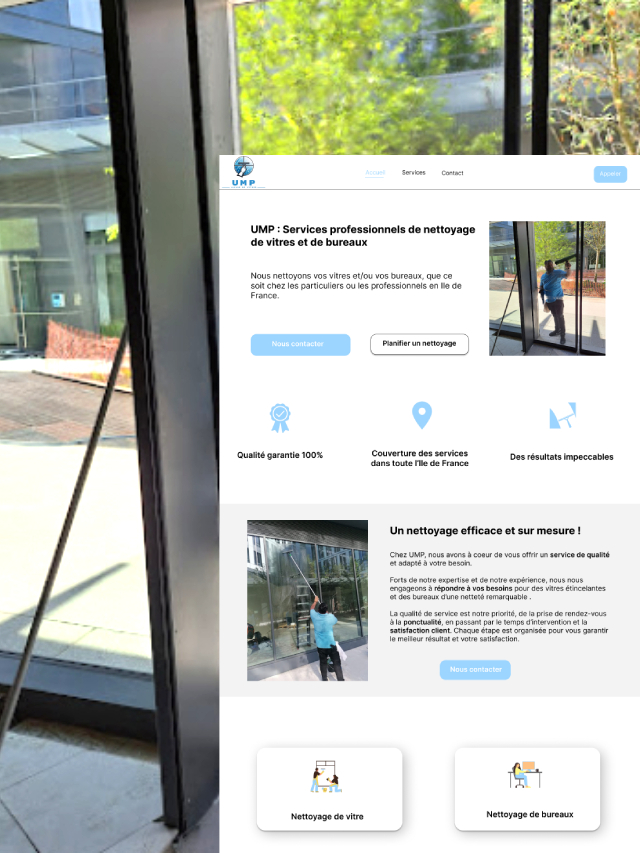 UMP
Accueil
Services
Contact
Appeler
UMP : Services professionnels de nettoyage
de vitres et de bureaux
Nous nettoyons vos vitres et/ou vos bureaux, que ce
soit chez les particuliers ou les professionnels en Ile de
France.
Nous contacter
Planifier un nettoyage
Qualité garantie 100%
Couverture des services
dans toute l'Ile de France
Des résultats impeccables
Un nettoyage efficace et sur mesure !
Chez UMP, nous avons à coeur de vous offrir un service de qualité
et adapté à votre besoin.
Forts de notre expertise et de notre expérience, nous nous
engageons à répondre à vos besoins pour des vitres étincelantes
et des bureaux d'une netteté remarquable .
La qualité de service est notre priorité, de la prise de rendez-vous
à la ponctualité, en passant par le temps d'intervention et la
satisfaction client. Chaque étape est organisée pour vous garantir
le meilleur résultat et votre satisfaction.
Nous contacter
Nettoyage de vitre
Nettoyage de bureaux